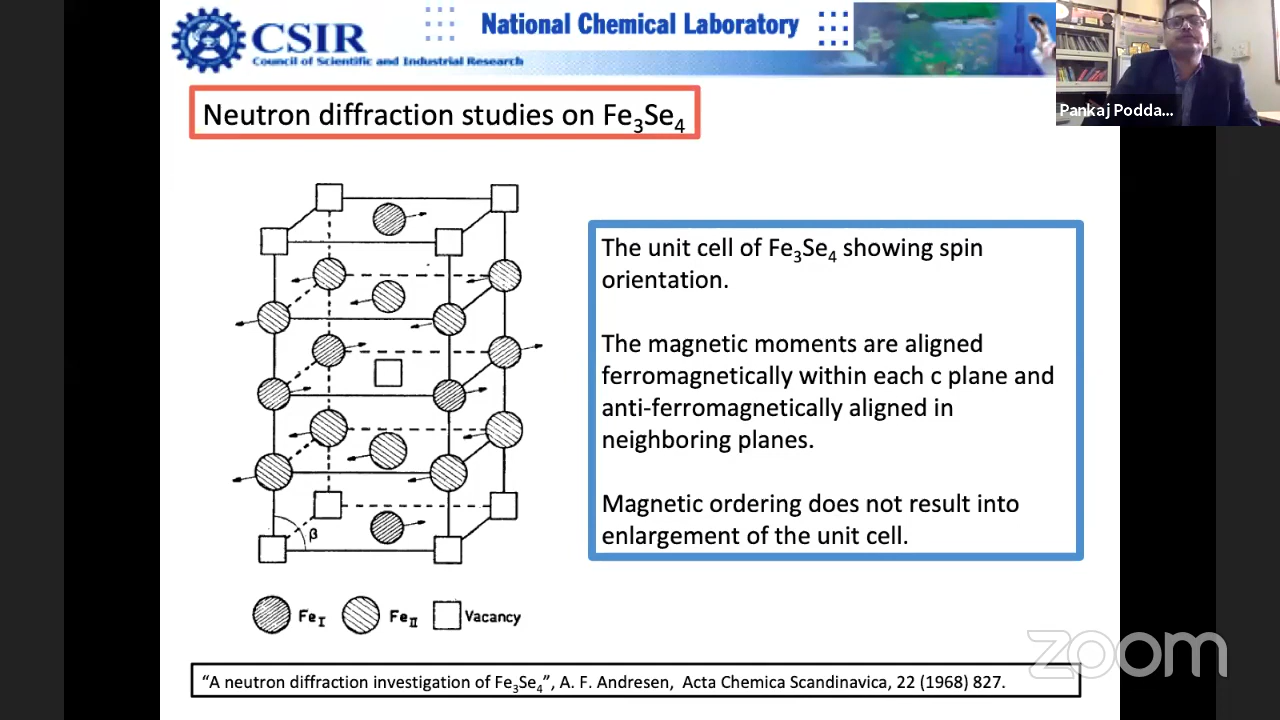 CSIR
Council of Scientific and Industrial Research
National Chemical Laboratory
Pankaj Podda...
Neutron diffraction studies on Fe₃Se₄
The unit cell of Fe₃Se₄ showing spin
orientation.
The magnetic moments are aligned
ferromagnetically within each c plane and
anti-ferromagnetically aligned in
neighboring planes.
Magnetic ordering does not result into
enlargement of the unit cell.
β
Fe_I Fe_II Vacancy
zoom
“A neutron diffraction investigation of Fe₃Se₄”, A. F. Andresen, Acta Chemica Scandinavica, 22 (1968) 827.